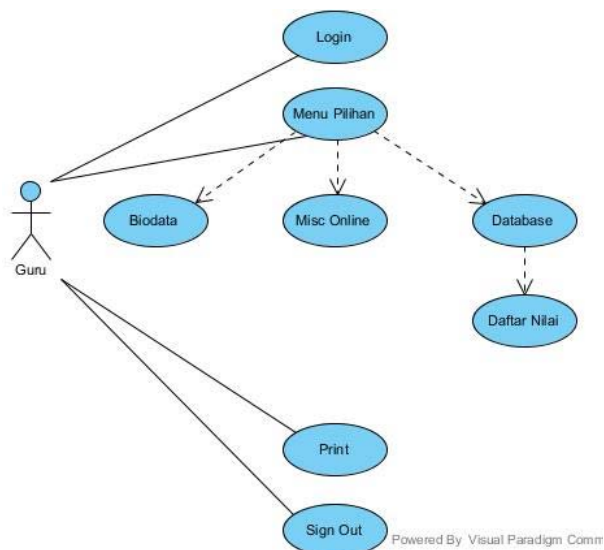 Login
Menu Pilihan
Biodata
Misc Online
Database
Guru
Daftar Nilai
Print
Sign Out
Powered By Visual Paradigm Comm